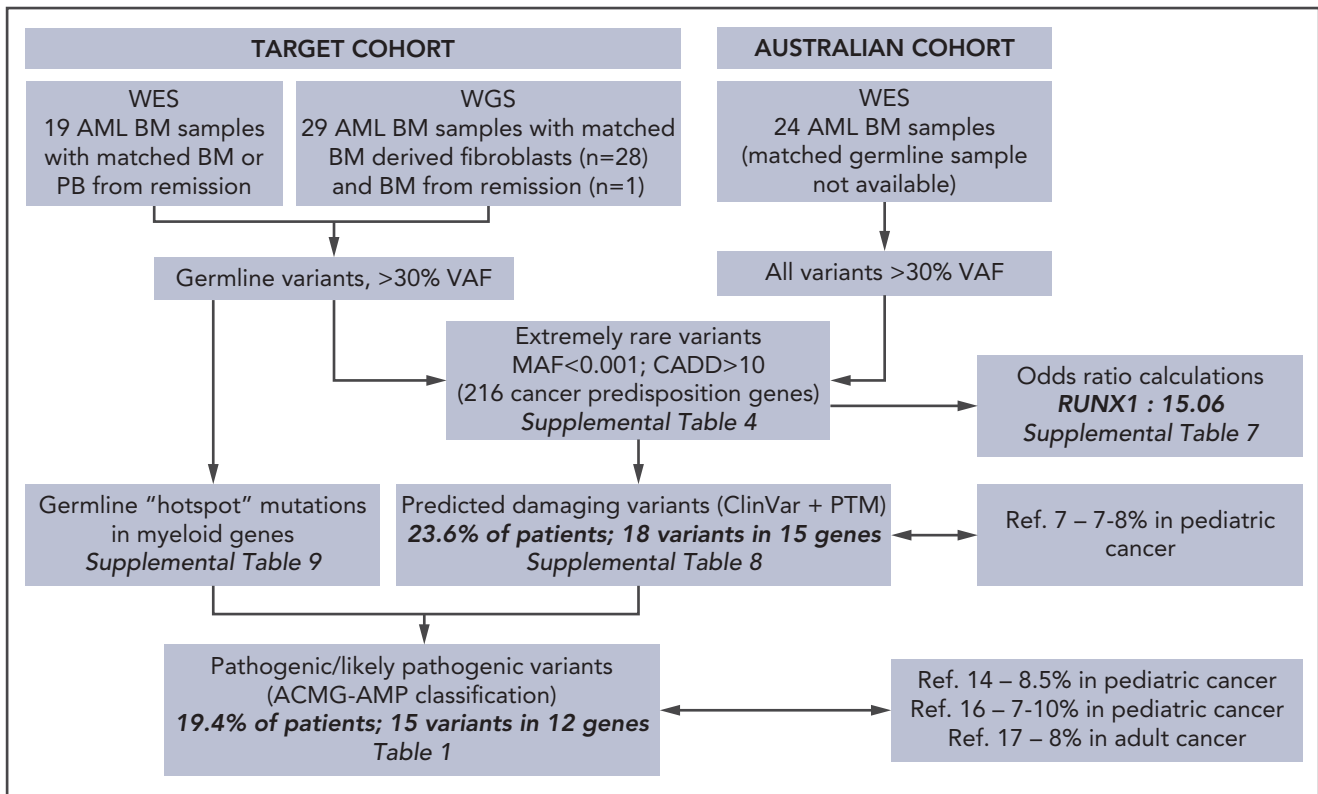 TARGET COHORT
AUSTRALIAN COHORT
WES
19 AML BM samples
with matched BM or
PB from remission
WGS
29 AML BM samples with matched
BM derived fibroblasts (n=28)
and BM from remission (n=1)
WES
24 AML BM samples
(matched germline sample
not available)
Germline variants, >30% VAF
All variants >30% VAF
Extremely rare variants
MAF<0.001; CADD>10
(216 cancer predisposition genes)
Supplemental Table 4
Odds ratio calculations
RUNX1 : 15.06
Supplemental Table 7
Germline “hotspot” mutations
in myeloid genes
Supplemental Table 9
Predicted damaging variants (ClinVar + PTM)
23.6% of patients; 18 variants in 15 genes
Supplemental Table 8
Ref. 7 – 7-8% in pediatric
cancer
Pathogenic/likely pathogenic variants
(ACMG-AMP classification)
19.4% of patients; 15 variants in 12 genes
Table 1
Ref. 14 – 8.5% in pediatric cancer
Ref. 16 – 7-10% in pediatric cancer
Ref. 17 – 8% in adult cancer